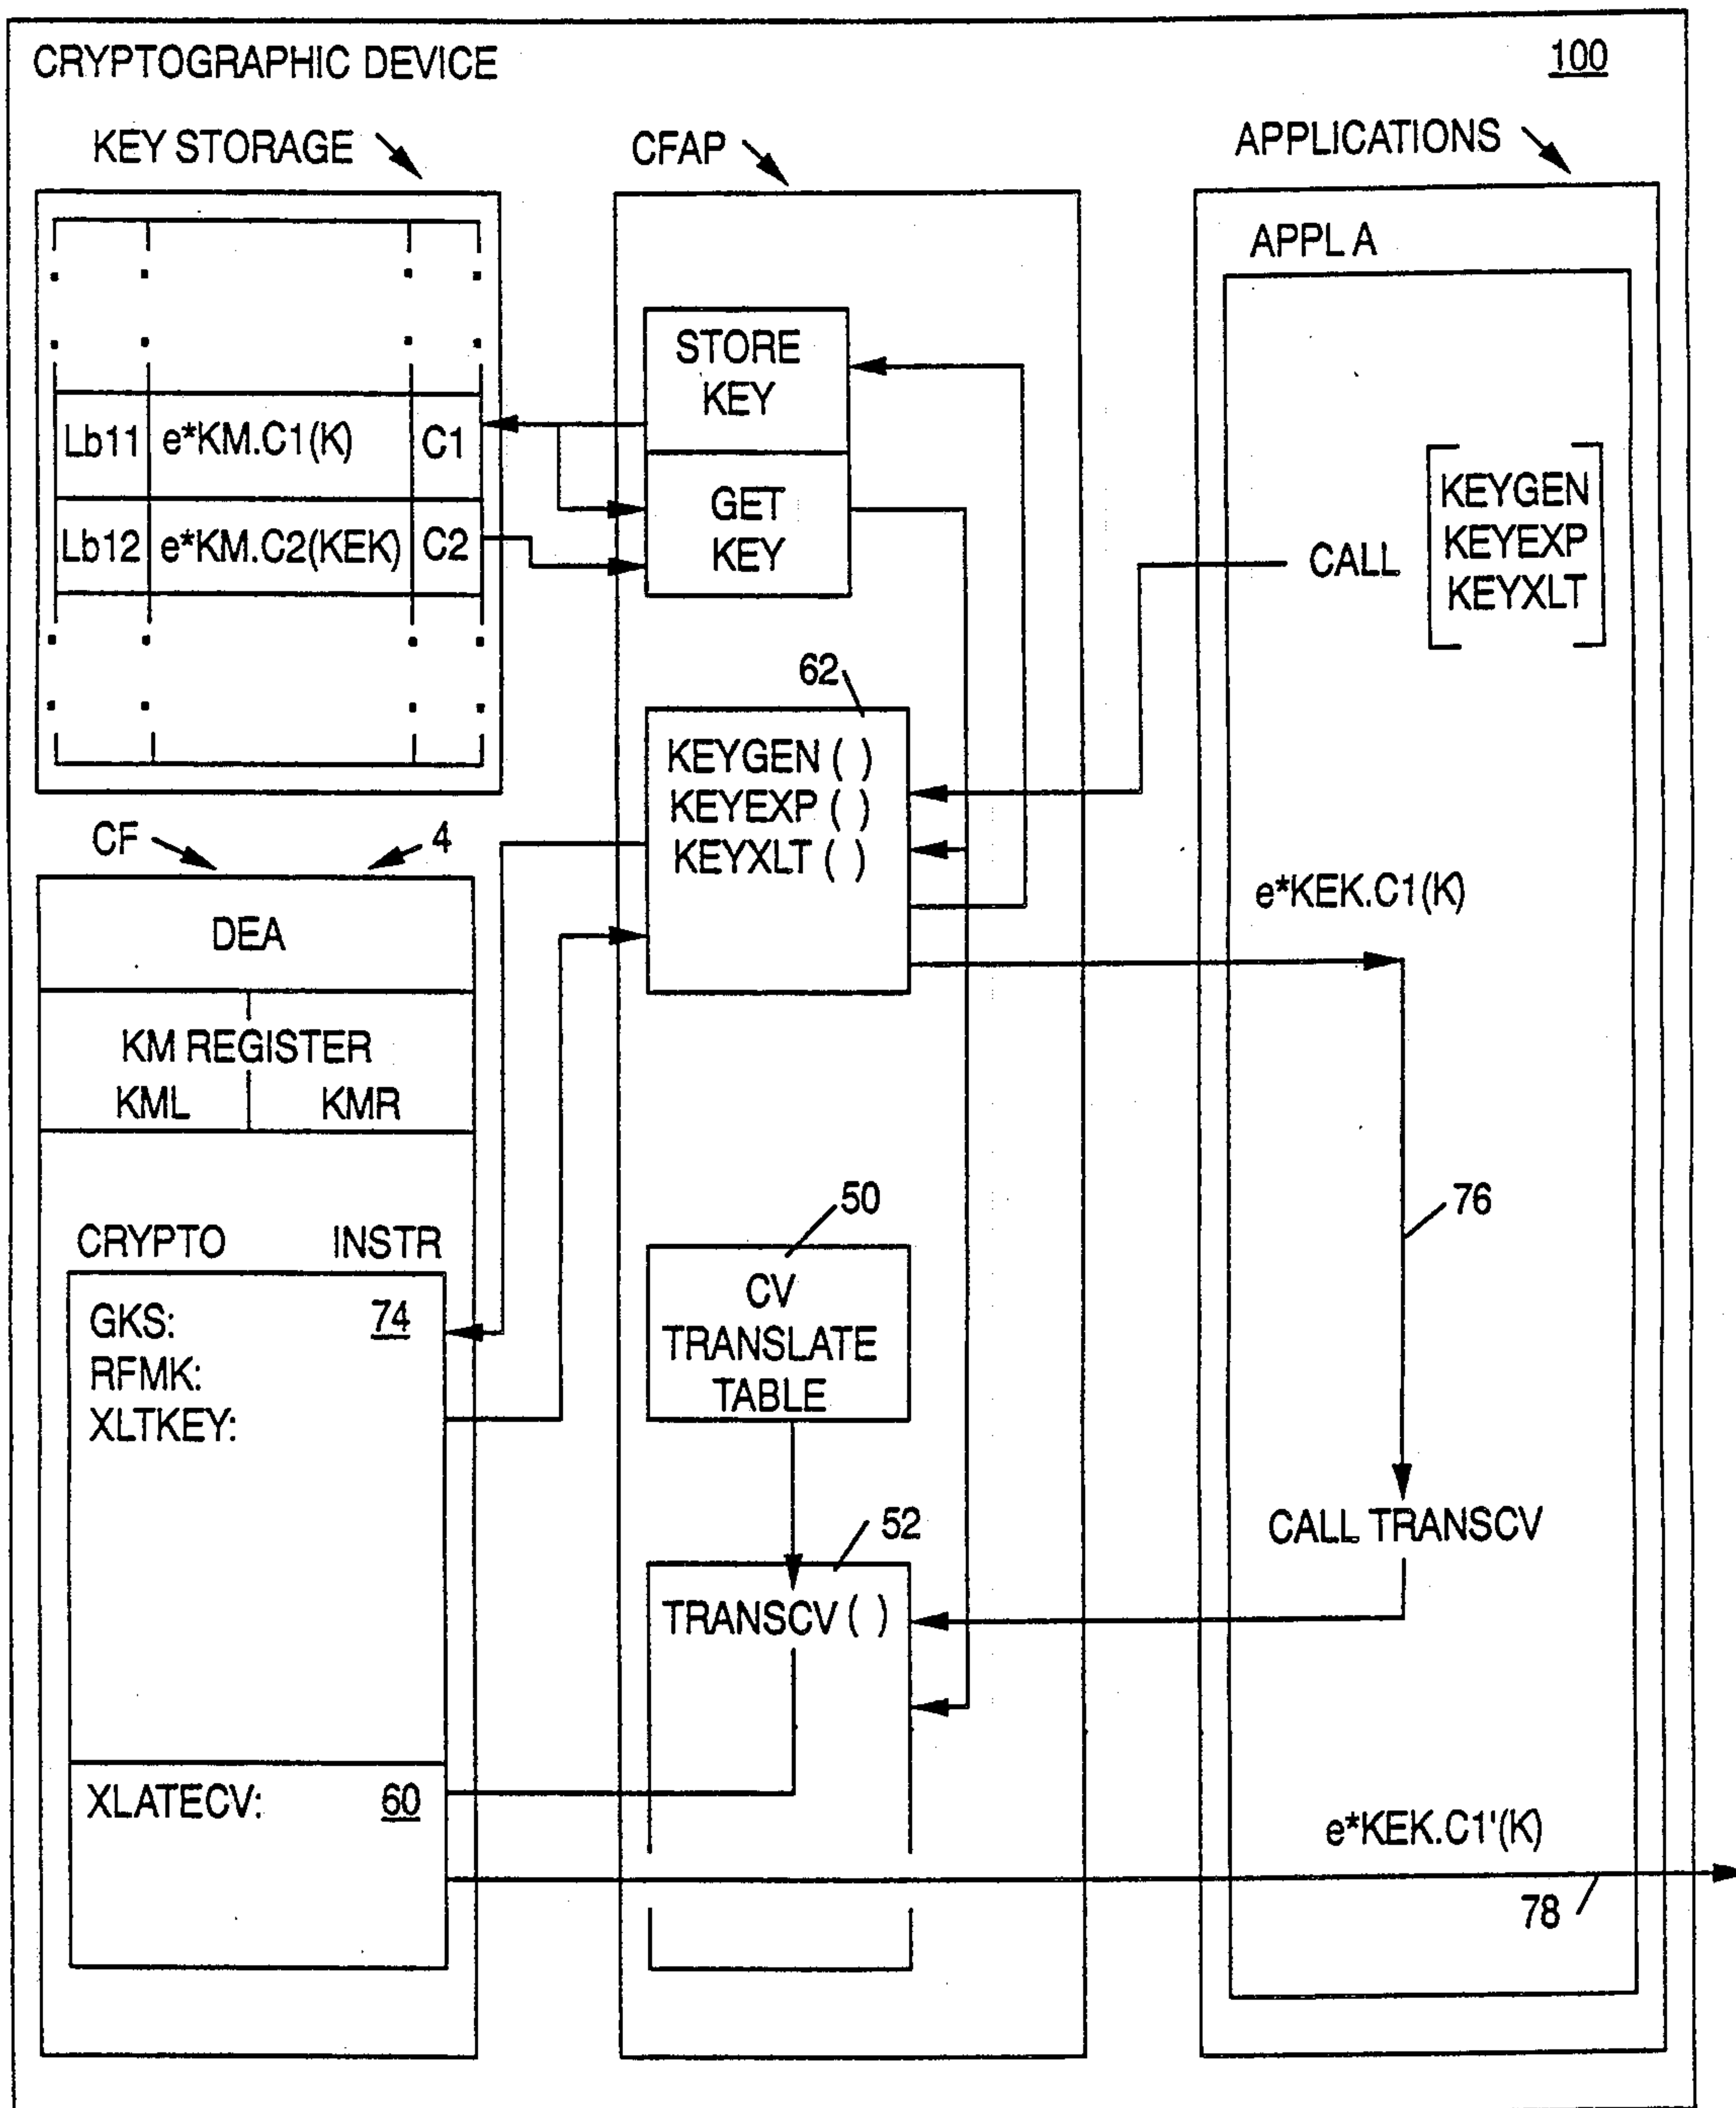 CRYPTOGRAPHIC DEVICE
100
KEY STORAGE
CFAP
APPLICATIONS
APPL A
Lb11 e*KM.C1(K) C1
Lb12 e*KM.C2(KEK) C2
STORE
KEY
GET
KEY
CALL
KEYGEN
KEYEXP
KEYXLT
62
KEYGEN ( )
KEYEXP ( )
KEYXLT ( )
CF
4
DEA
KM REGISTER
KML KMR
e*KEK.C1(K)
76
CRYPTO INSTR
GKS: 74
RFMK:
XLTKEY:
50
CV
TRANSLATE
TABLE
52
TRANSCV ( )
CALL TRANSCV
XLATECV: 60
e*KEK.C1'(K)
78